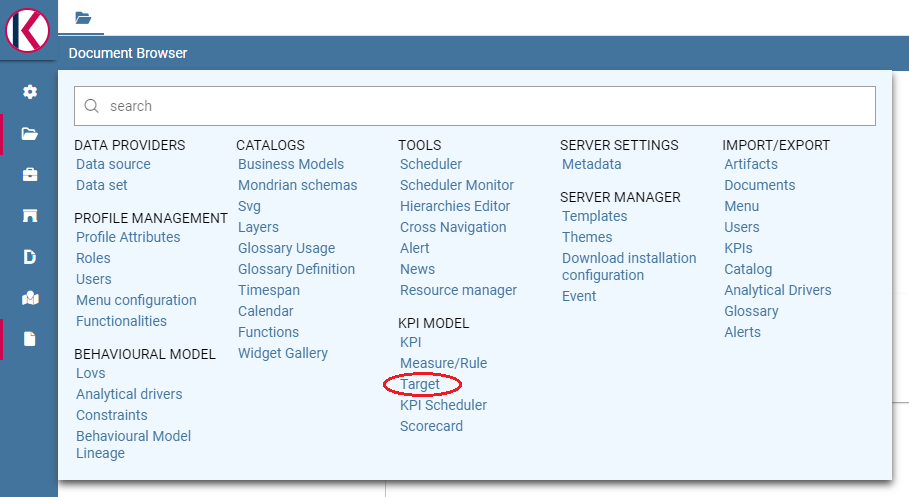 K
Document Browser
search
DATA PROVIDERS
Data source
Data set
PROFILE MANAGEMENT
Profile Attributes
Roles
Users
Menu configuration
Functionalities
BEHAVIOURAL MODEL
Lovs
Analytical drivers
Constraints
Behavioural Model
Lineage
CATALOGS
Business Models
Mondrian schemas
Svg
Layers
Glossary Usage
Glossary Definition
Timespan
Calendar
Functions
Widget Gallery
TOOLS
Scheduler
Scheduler Monitor
Hierarchies Editor
Cross Navigation
Alert
News
Resource manager
KPI MODEL
KPI
Measure/Rule
Target
KPI Scheduler
Scorecard
SERVER SETTINGS
Metadata
SERVER MANAGER
Templates
Themes
Download installation
configuration
Event
IMPORT/EXPORT
Artifacts
Documents
Menu
Users
KPIs
Catalog
Analytical Drivers
Glossary
Alerts
D